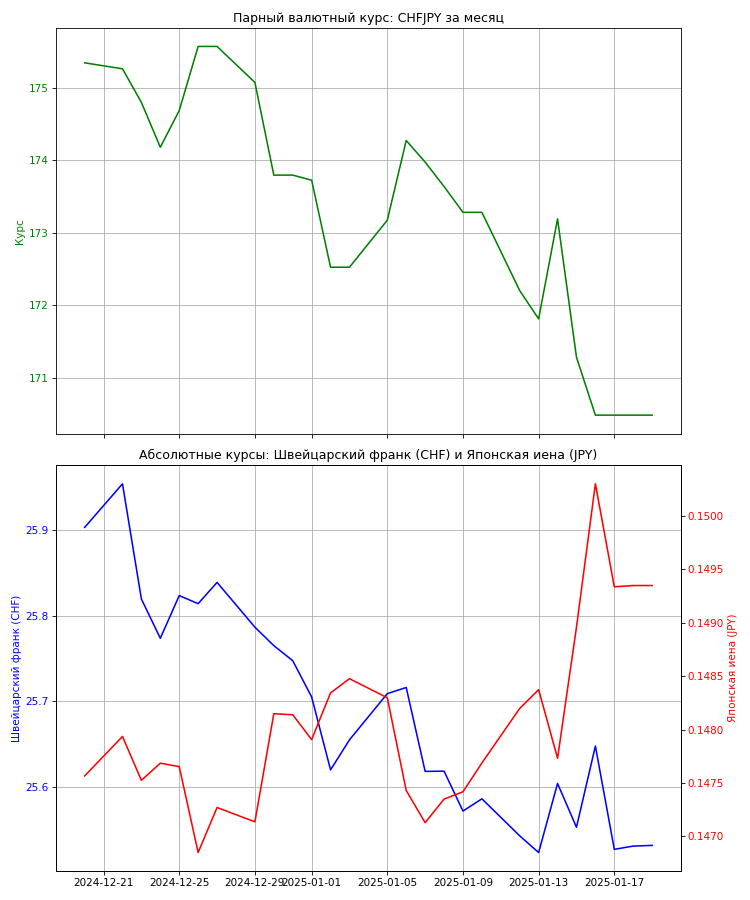 Парный валютный курс: CHFJPY за месяц
175
174
173
172
171
Курс
Абсолютные курсы: Швейцарский франк (CHF) и Японская иена (JPY)
25.9
25.8
25.7
25.6
Швейцарский франк (CHF)
0.1500
0.1495
0.1490
0.1485
0.1480
0.1475
0.1470
Японская иена (JPY)
2024-12-21 2024-12-25 2024-12-29 2025-01-01 2025-01-05 2025-01-09 2025-01-13 2025-01-17